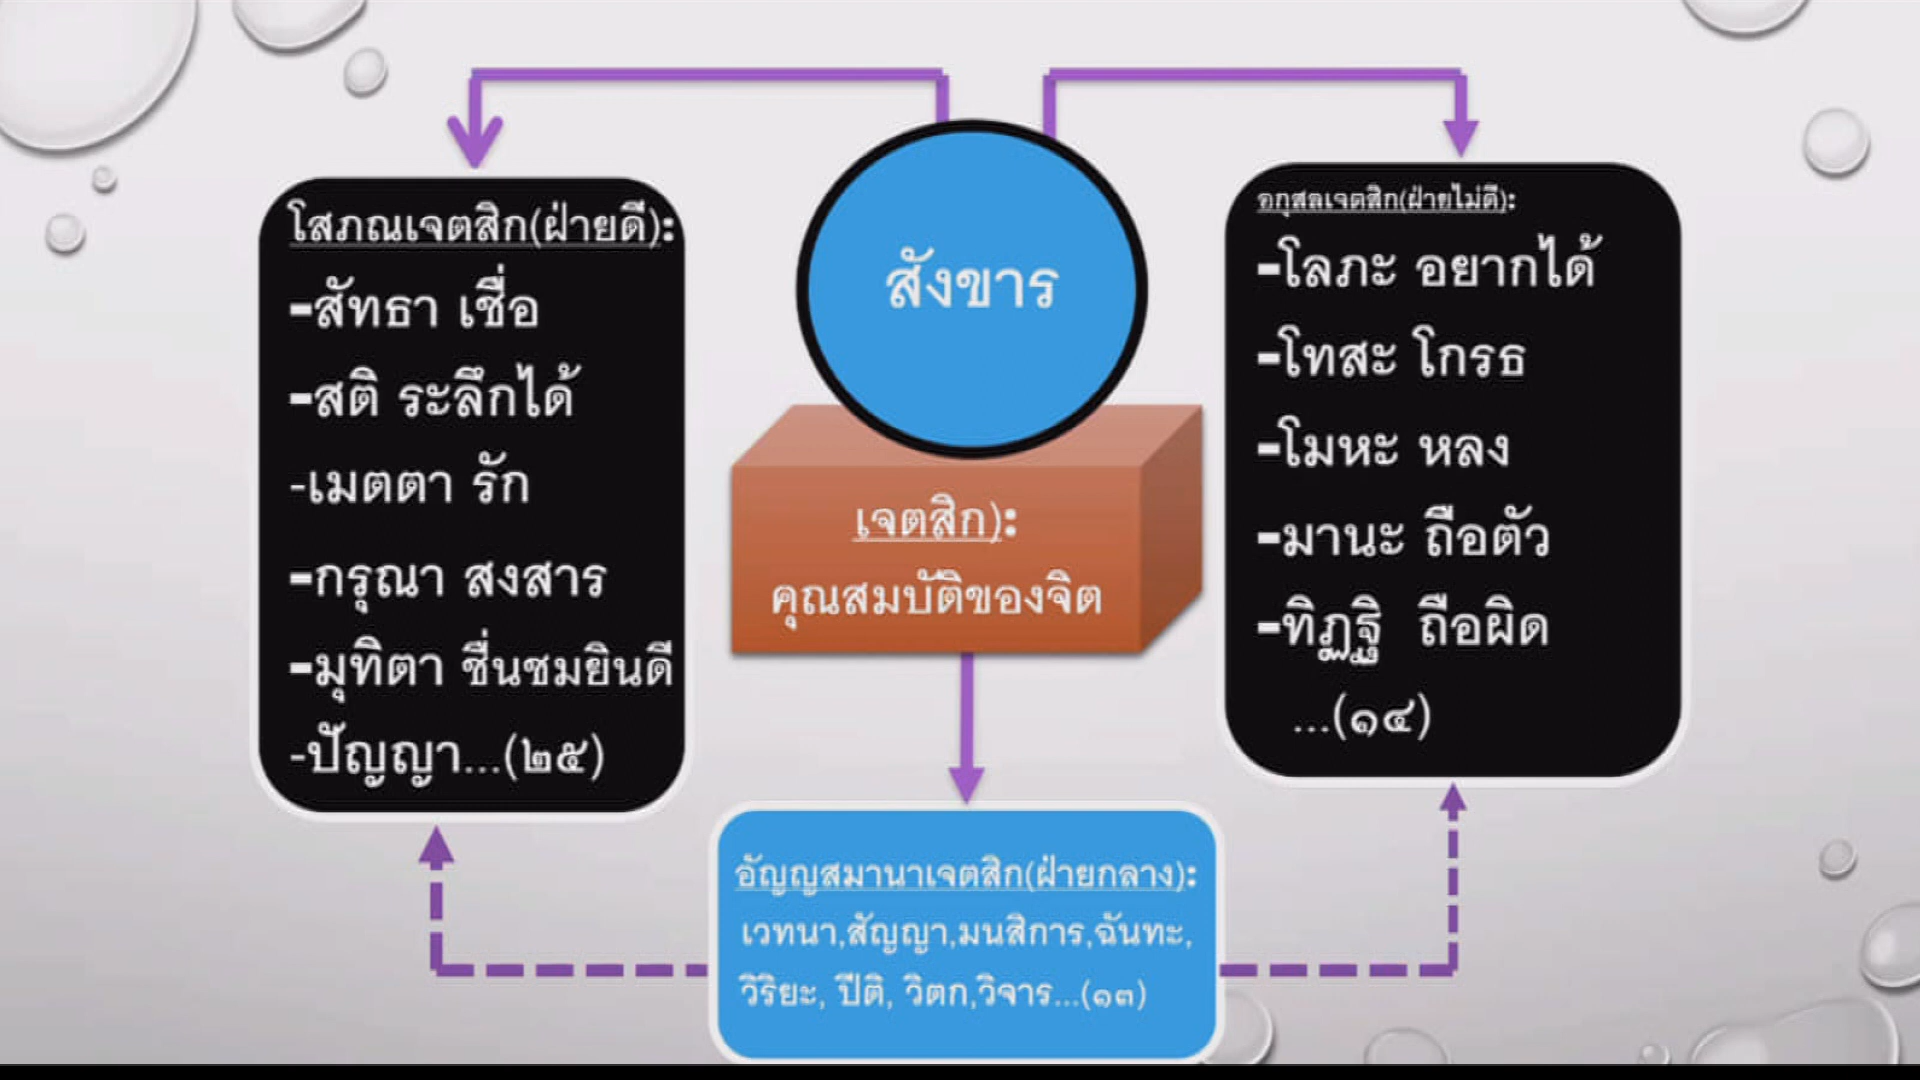 สังขาร
เจตสิก):
คุณสมบัติของจิต
โสภณเจตสิก(ฝ่ายดี):
-สัทธา เชื่อ
-สติ ระลึกได้
-เมตตา รัก
-กรุณา สงสาร
-มุทิตา ชื่นชมยินดี
-ปัญญา...(๒๕)
อกุสลเจตสิก(ฝ่ายไม่ดี):
-โลภะ อยากได้
-โทสะ โกรธ
-โมหะ หลง
-มานะ ถือตัว
-ทิฏฐิ ถือผิด
...(๑๔)
อัญญสมานาเจตสิก(ฝ่ายกลาง):
เวทนา,สัญญา,มนสิการ,ฉันทะ,
วิริยะ, ปีติ, วิตก,วิจาร...(๑๓)